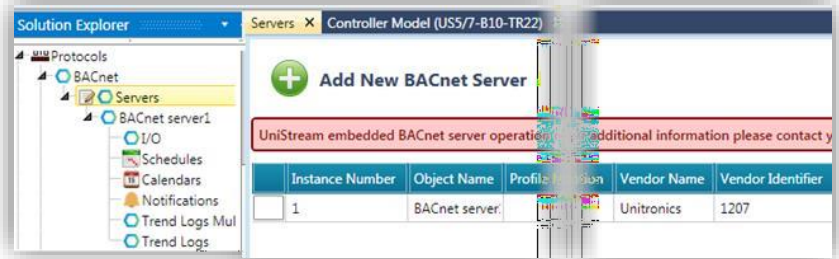 Solution Explorer
Servers X Controller Model (US5/7-B10-TR22)
Protocols
BACnet
Servers
BACnet server1
I/O
Schedules
Calendars
Notifications
Trend Logs Mul
Trend Logs
Add New BACnet Server
UniStream embedded BACnet server operation additional information please contact y
Instance Number Object Name Vendor Name Vendor Identifier
1 BACnet server. Unitronics 1207